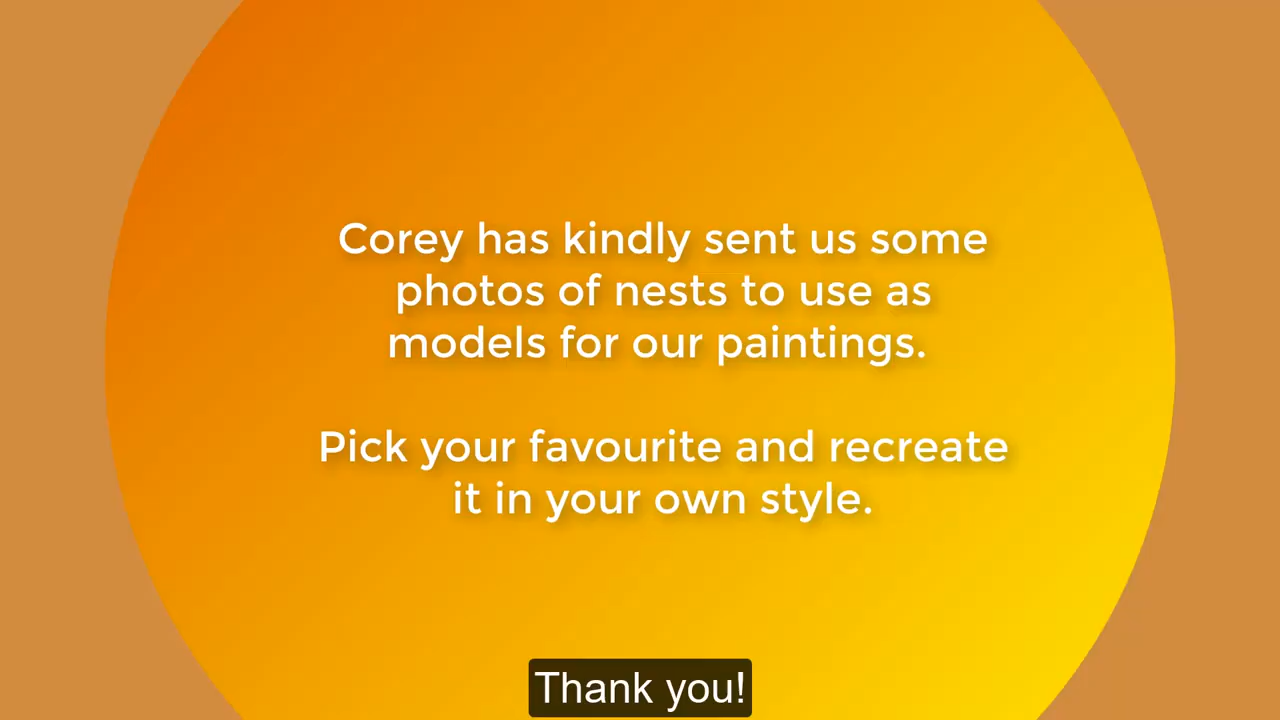 Corey has kindly sent us some
photos of nests to use as
models for our paintings.
Pick your favourite and recreate
it in your own style.
Thank you!